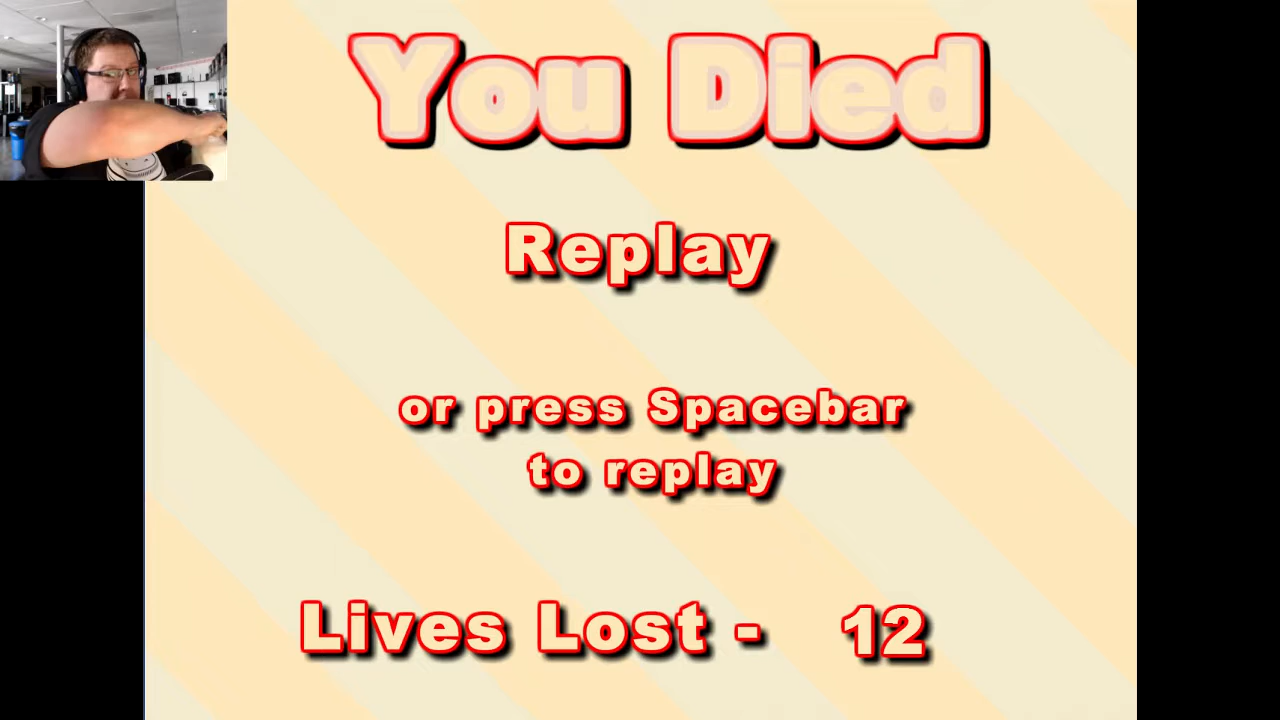 You Died
Replay
or press Spacebar
to replay
Lives Lost - 12